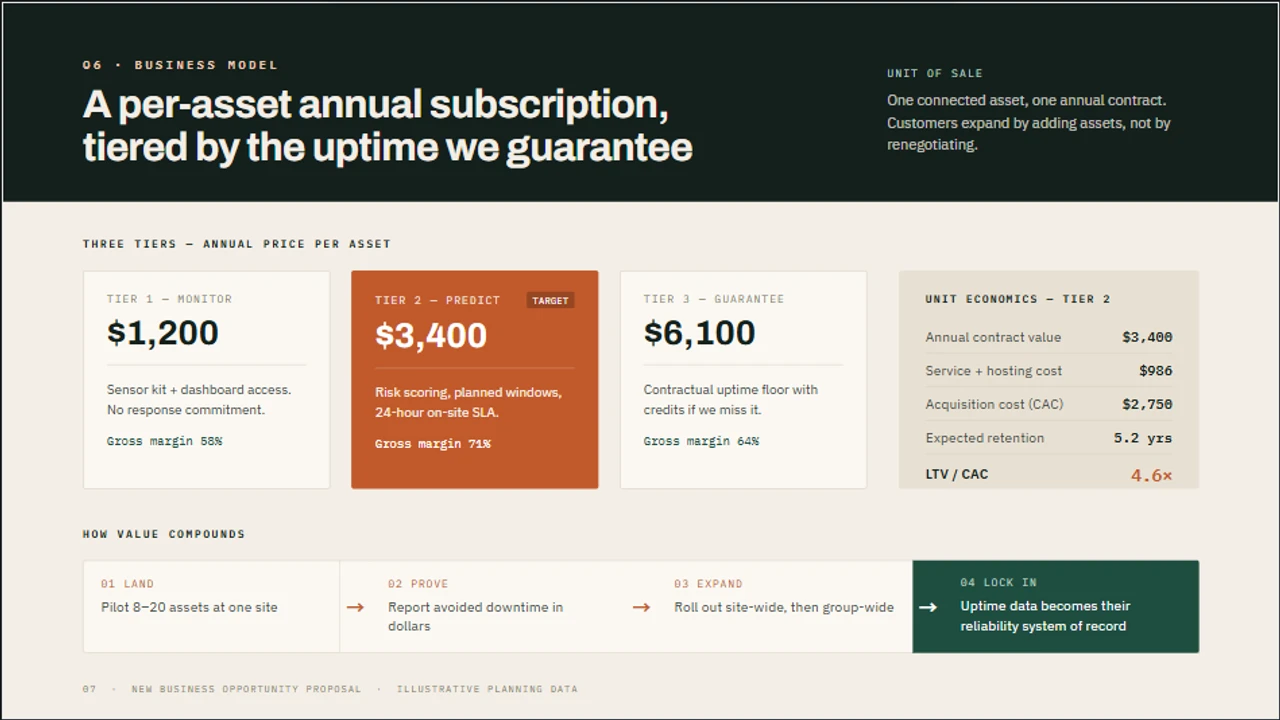 06 · BUSINESS MODEL
A per-asset annual subscription,
tiered by the uptime we guarantee
UNIT OF SALE
One connected asset, one annual contract.
Customers expand by adding assets, not by
renegotiating.
THREE TIERS — ANNUAL PRICE PER ASSET
TIER 1 — MONITOR
$1,200
Sensor kit + dashboard access.
No response commitment.
Gross margin 58%
TIER 2 — PREDICT
TARGET
$3,400
Risk scoring, planned windows,
24-hour on-site SLA.
Gross margin 71%
TIER 3 — GUARANTEE
$6,100
Contractual uptime floor with
credits if we miss it.
Gross margin 64%
UNIT ECONOMICS — TIER 2
Annual contract value $3,400
Service + hosting cost $986
Acquisition cost (CAC) $2,750
Expected retention 5.2 yrs
LTV / CAC 4.6×
HOW VALUE COMPOUNDS
01 LAND
Pilot 8–20 assets at one site
→
02 PROVE
Report avoided downtime in
dollars
→
03 EXPAND
Roll out site-wide, then group-wide
→
04 LOCK IN
Uptime data becomes their
reliability system of record
07 · NEW BUSINESS OPPORTUNITY PROPOSAL · ILLUSTRATIVE PLANNING DATA